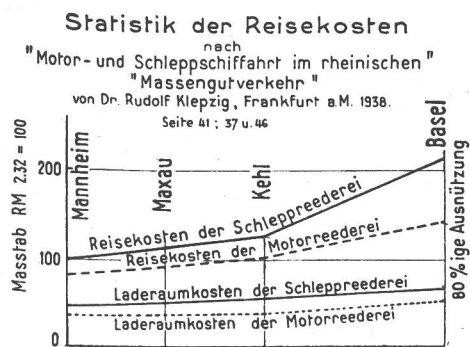 Statistik der Reisekosten
nach
"Motor- und Schleppschiffahrt im rheinischen"
"Massengutverkehr"
von Dr. Rudolf Klepzig, Frankfurt a.M. 1938.
Seite 41 ; 37 u. 46
Masstab RM 2.32 = 100
200
100
0
Mannheim
Maxau
Kehl
Basel
Reisekosten der Schleppreederei
Reisekosten der Motorreederei
Laderaumkosten der Schleppreederei
Laderaumkosten der Motorreederei
80%ige Ausnützung